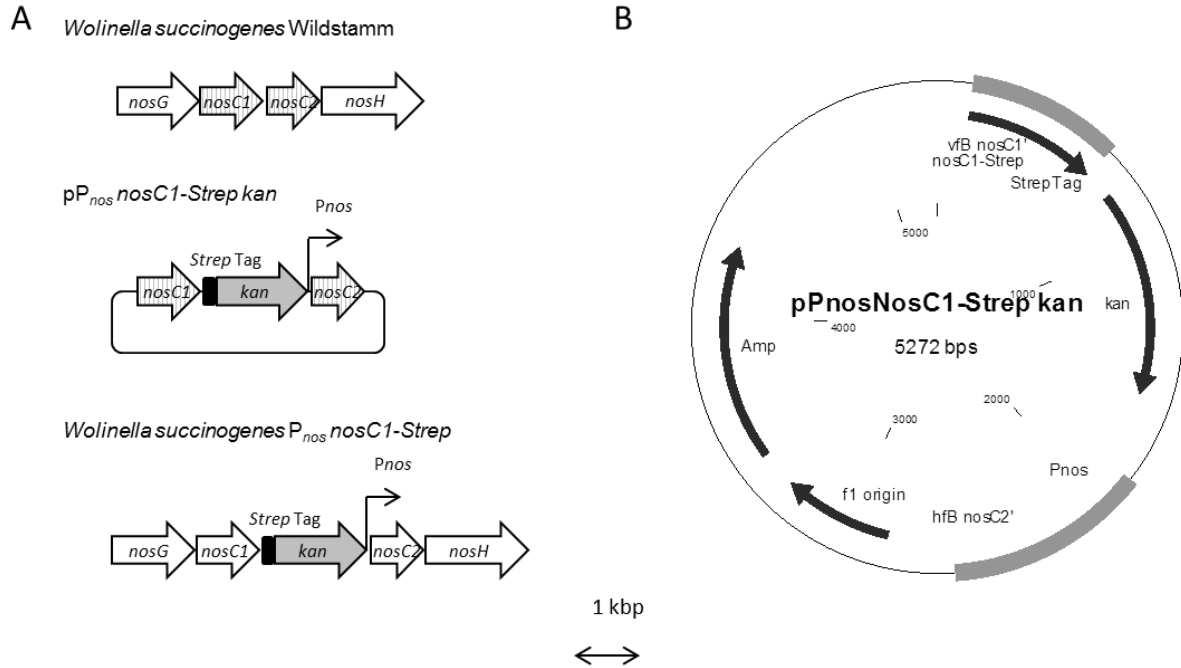 A
Wolinella succinogenes Wildstamm
nosG nosC1 nosC2 nosH
pPnos nosC1-Strep kan
Pnos
Strep Tag
nosC1 kan nosC2
Wolinella succinogenes Pnos nosC1-Strep
Pnos
Strep Tag
nosG nosC1 kan nosC2 nosH
1 kbp
B
vfB nosC1'
nosC1-Strep
StrepTag
5000
1000
kan
pPnosNosC1-Strep kan
4000
Amp
5272 bps
2000
3000
Pnos
f1 origin
hfB nosC2'